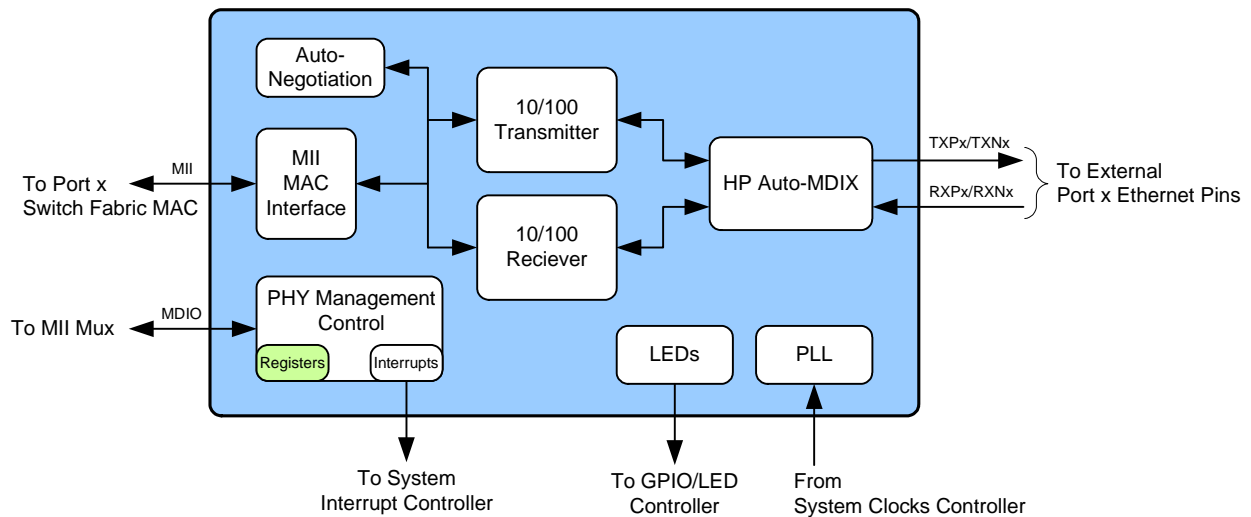 Auto-
Negotiation
10/100
Transmitter
MII
MAC
Interface
HP Auto-MDIX
10/100
Reciever
MII
To Port x
Switch Fabric MAC
TXPx/TXNx
RXPx/RXNx
To External
Port x Ethernet Pins
PHY Management
Control
Registers
Interrupts
MDIO
To MII Mux
LEDs
PLL
To System
Interrupt Controller
To GPIO/LED
Controller
From
System Clocks Controller